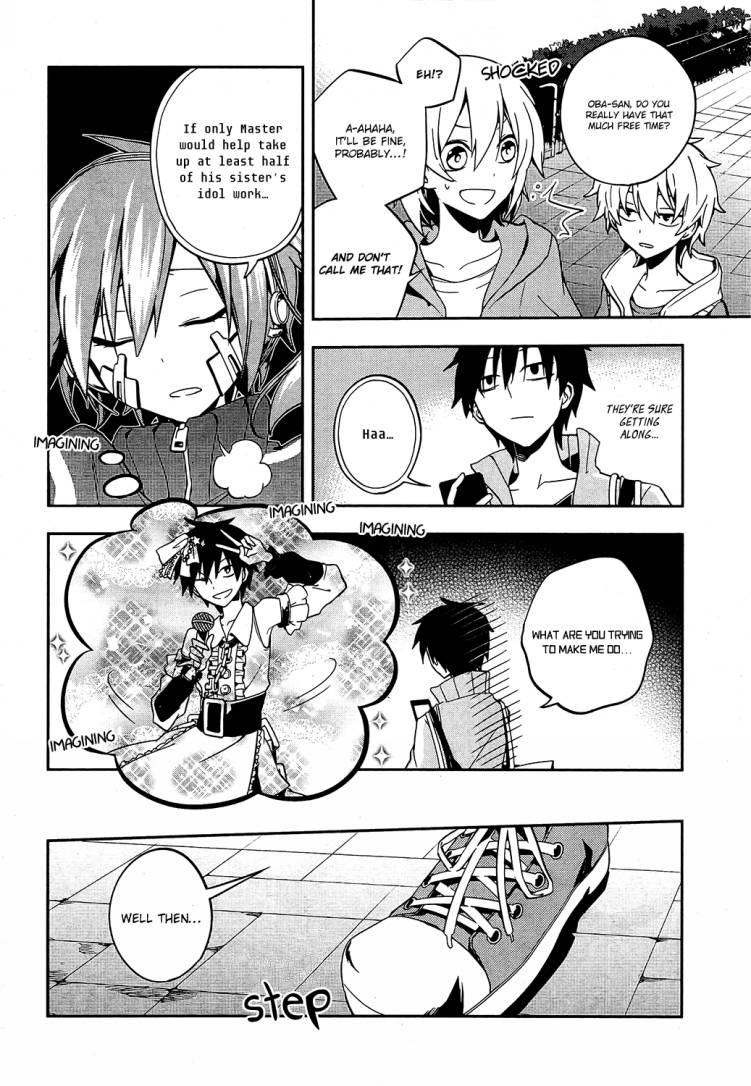 OBA-SAN, DO YOU
REALLY HAVE THAT
MUCH FREE TIME?
SHOCKED
EH!?
A-AHAHA,
IT'LL BE FINE,
PROBABLY...!
AND DON'T
CALL ME THAT!
If only Master
would help take
up at least half
of his sister's
idol work…
THEY'RE SURE
GETTING
ALONG...
Haa…
IMAGINING
IMAGINING
IMAGINING
IMAGINING
WHAT ARE YOU TRYING
TO MAKE ME DO...
WELL THEN...
step